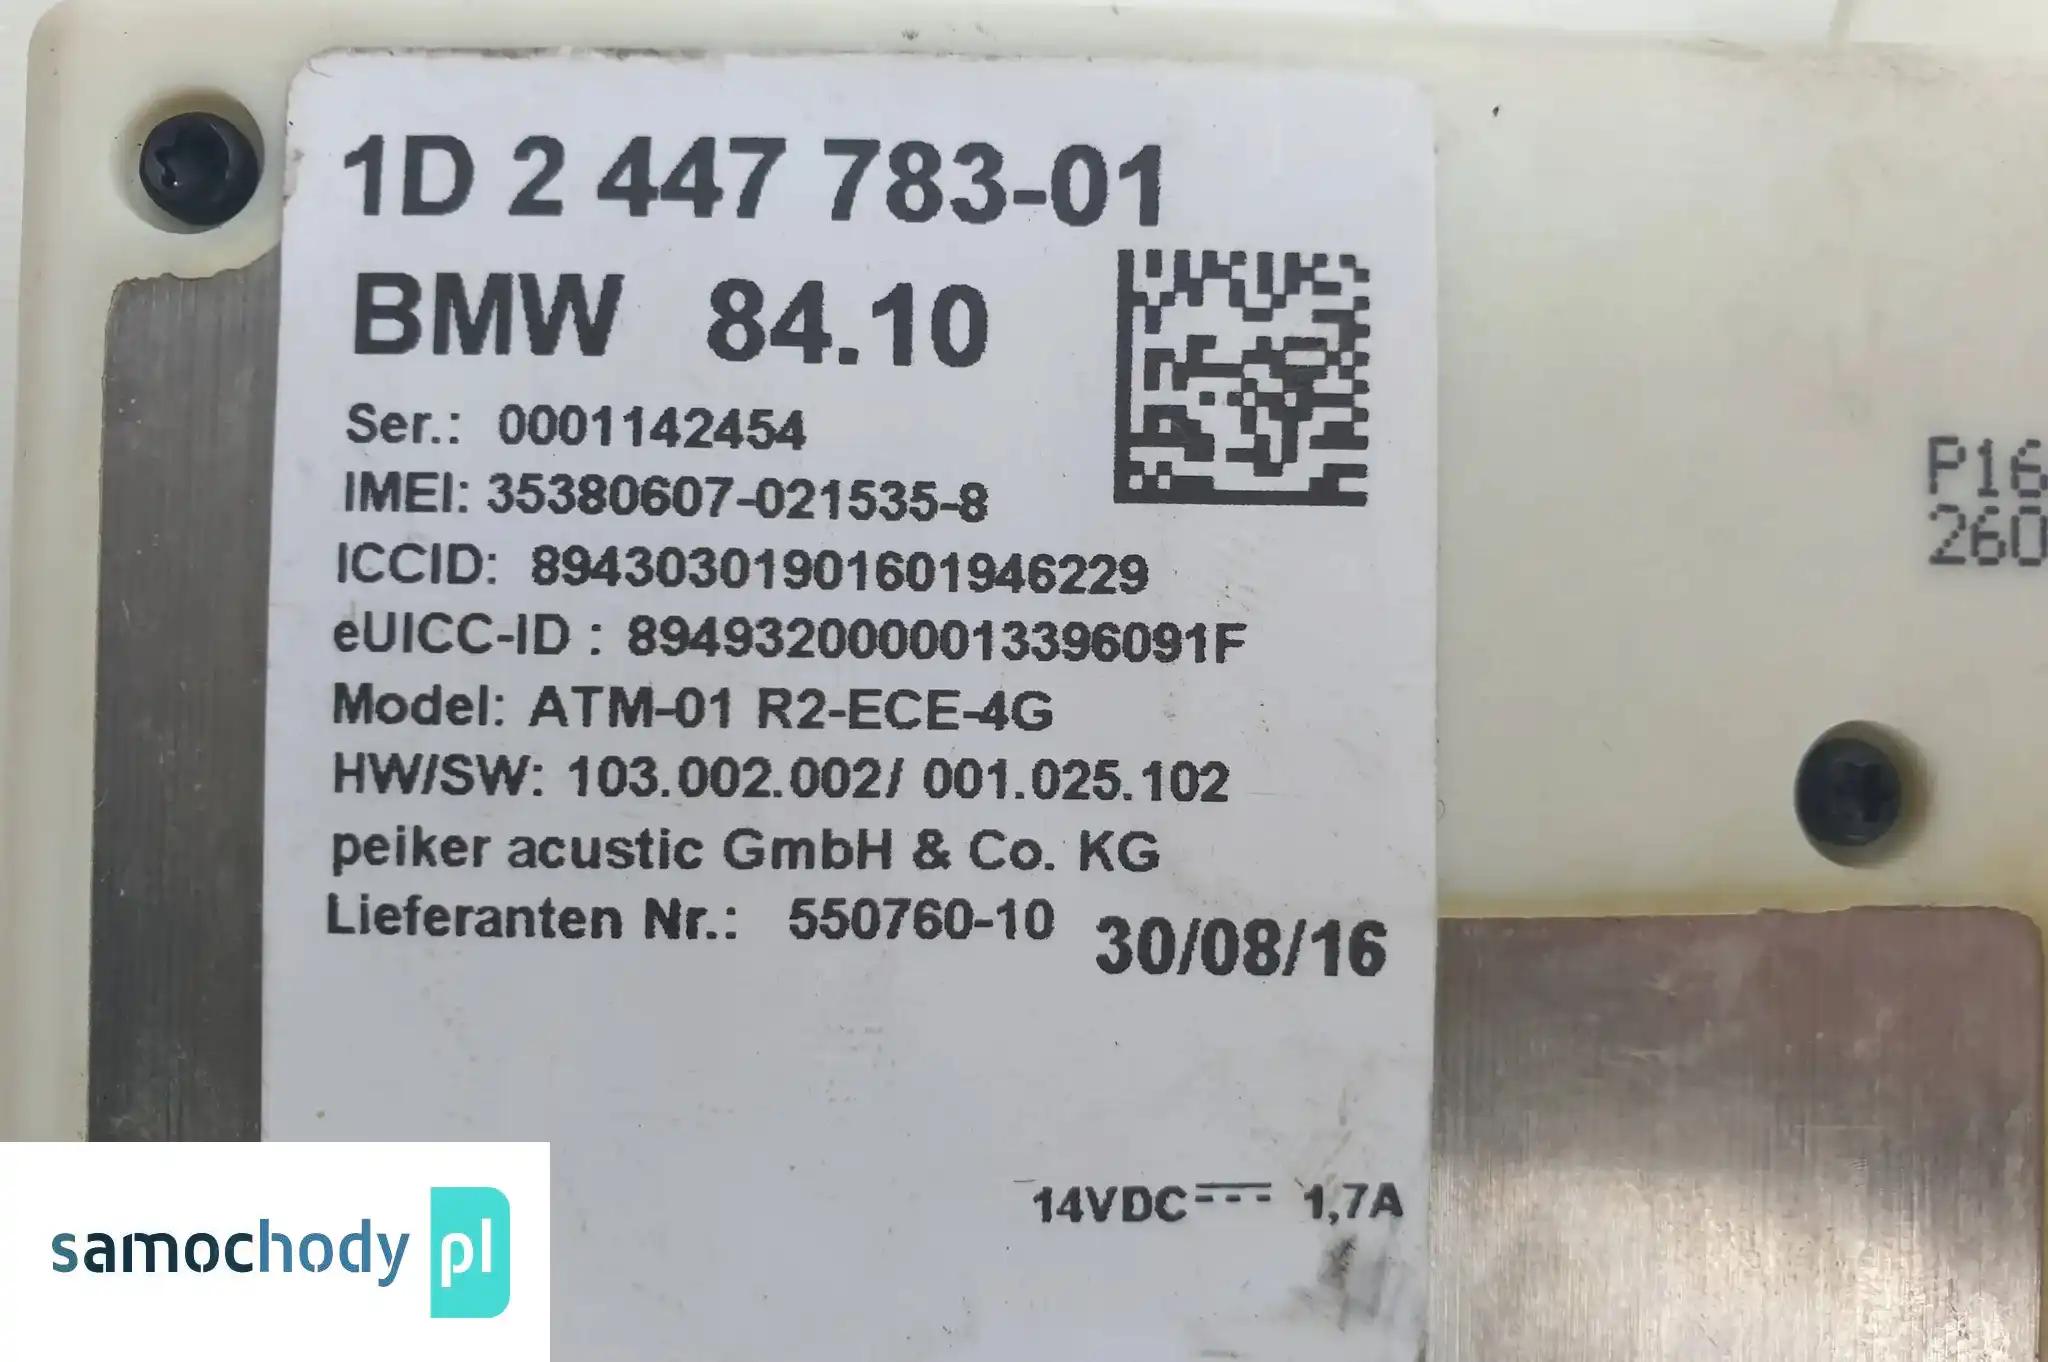 1D 2 447 783-01
BMW 84.10
Ser.: 0001142454
IMEI: 35380607-021535-8
ICCID: 89430301901601946229
eUICC-ID : 89493200000013396091F
Model: ATM-01 R2-ECE-4G
HW/SW: 103.002.002/ 001.025.102
peiker acustic GmbH & Co. KG
Lieferanten Nr.: 550760-10
30/08/16
14VDC 1,7A
P16
260
samochody pl